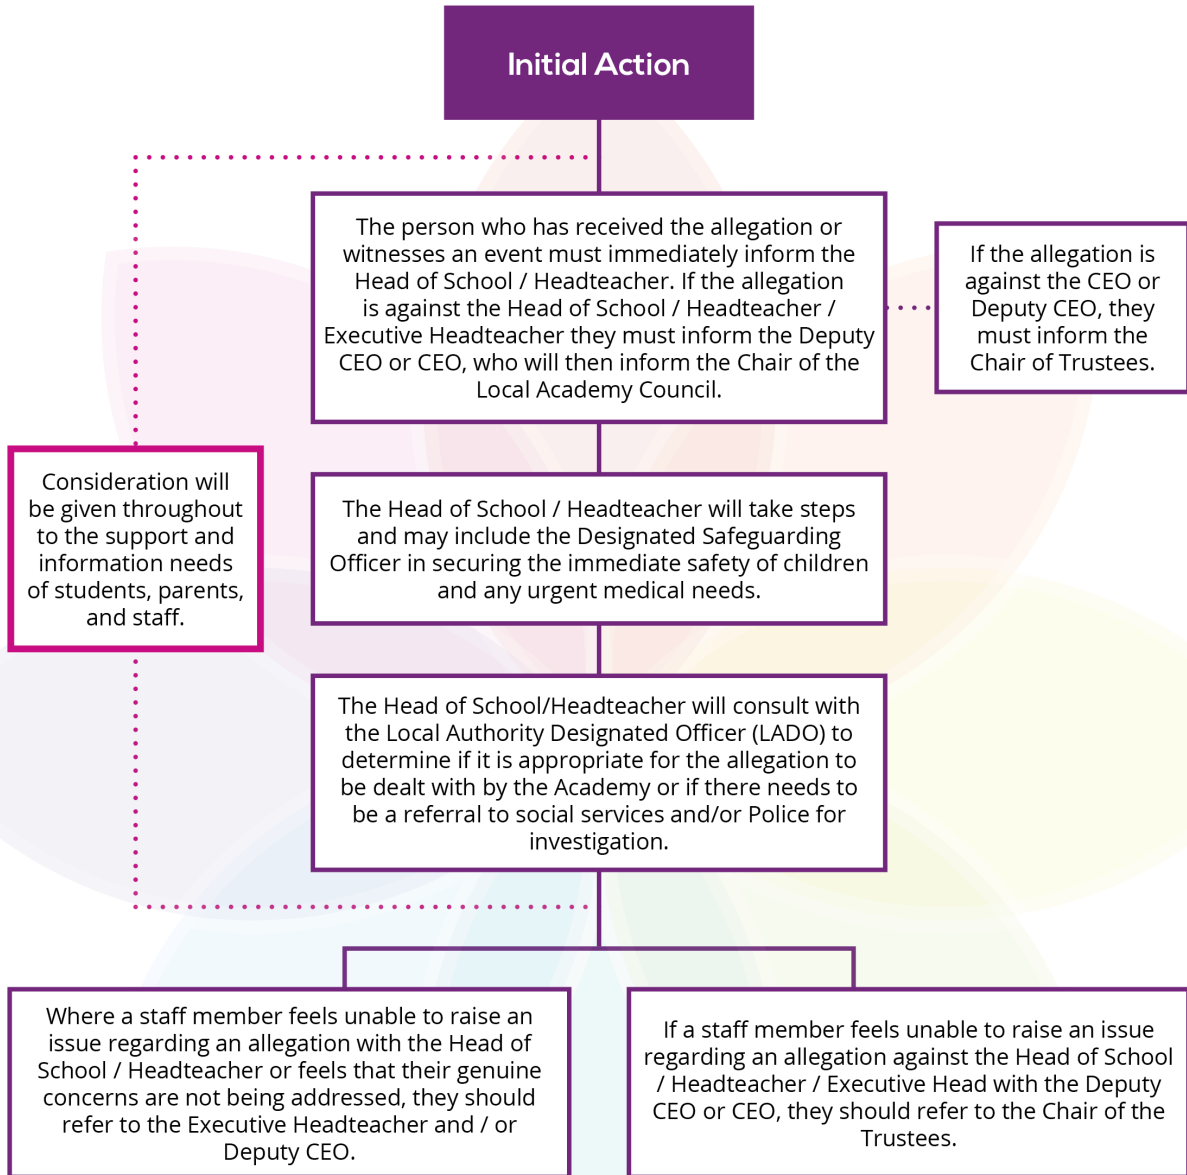 Initial Action
The person who has received the allegation or
witnesses an event must immediately inform the
Head of School / Headteacher. If the allegation
is against the Head of School / Headteacher /
Executive Headteacher they must inform the Deputy
CEO or CEO, who will then inform the Chair of the
Local Academy Council.
If the allegation is
against the CEO or
Deputy CEO, they
must inform the
Chair of Trustees.
Consideration will
be given throughout
to the support and
information needs
of students, parents,
and staff.
The Head of School / Headteacher will take steps
and may include the Designated Safeguarding
Officer in securing the immediate safety of children
and any urgent medical needs.
The Head of School/Headteacher will consult with
the Local Authority Designated Officer (LADO) to
determine if it is appropriate for the allegation to
be dealt with by the Academy or if there needs to
be a referral to social services and/or Police for
investigation.
Where a staff member feels unable to raise an
issue regarding an allegation with the Head of
School / Headteacher or feels that their genuine
concerns are not being addressed, they should
refer to the Executive Headteacher and / or
Deputy CEO.
If a staff member feels unable to raise an issue
regarding an allegation against the Head of School
/ Headteacher / Executive Head with the Deputy
CEO or CEO, they should refer to the Chair of the
Trustees.